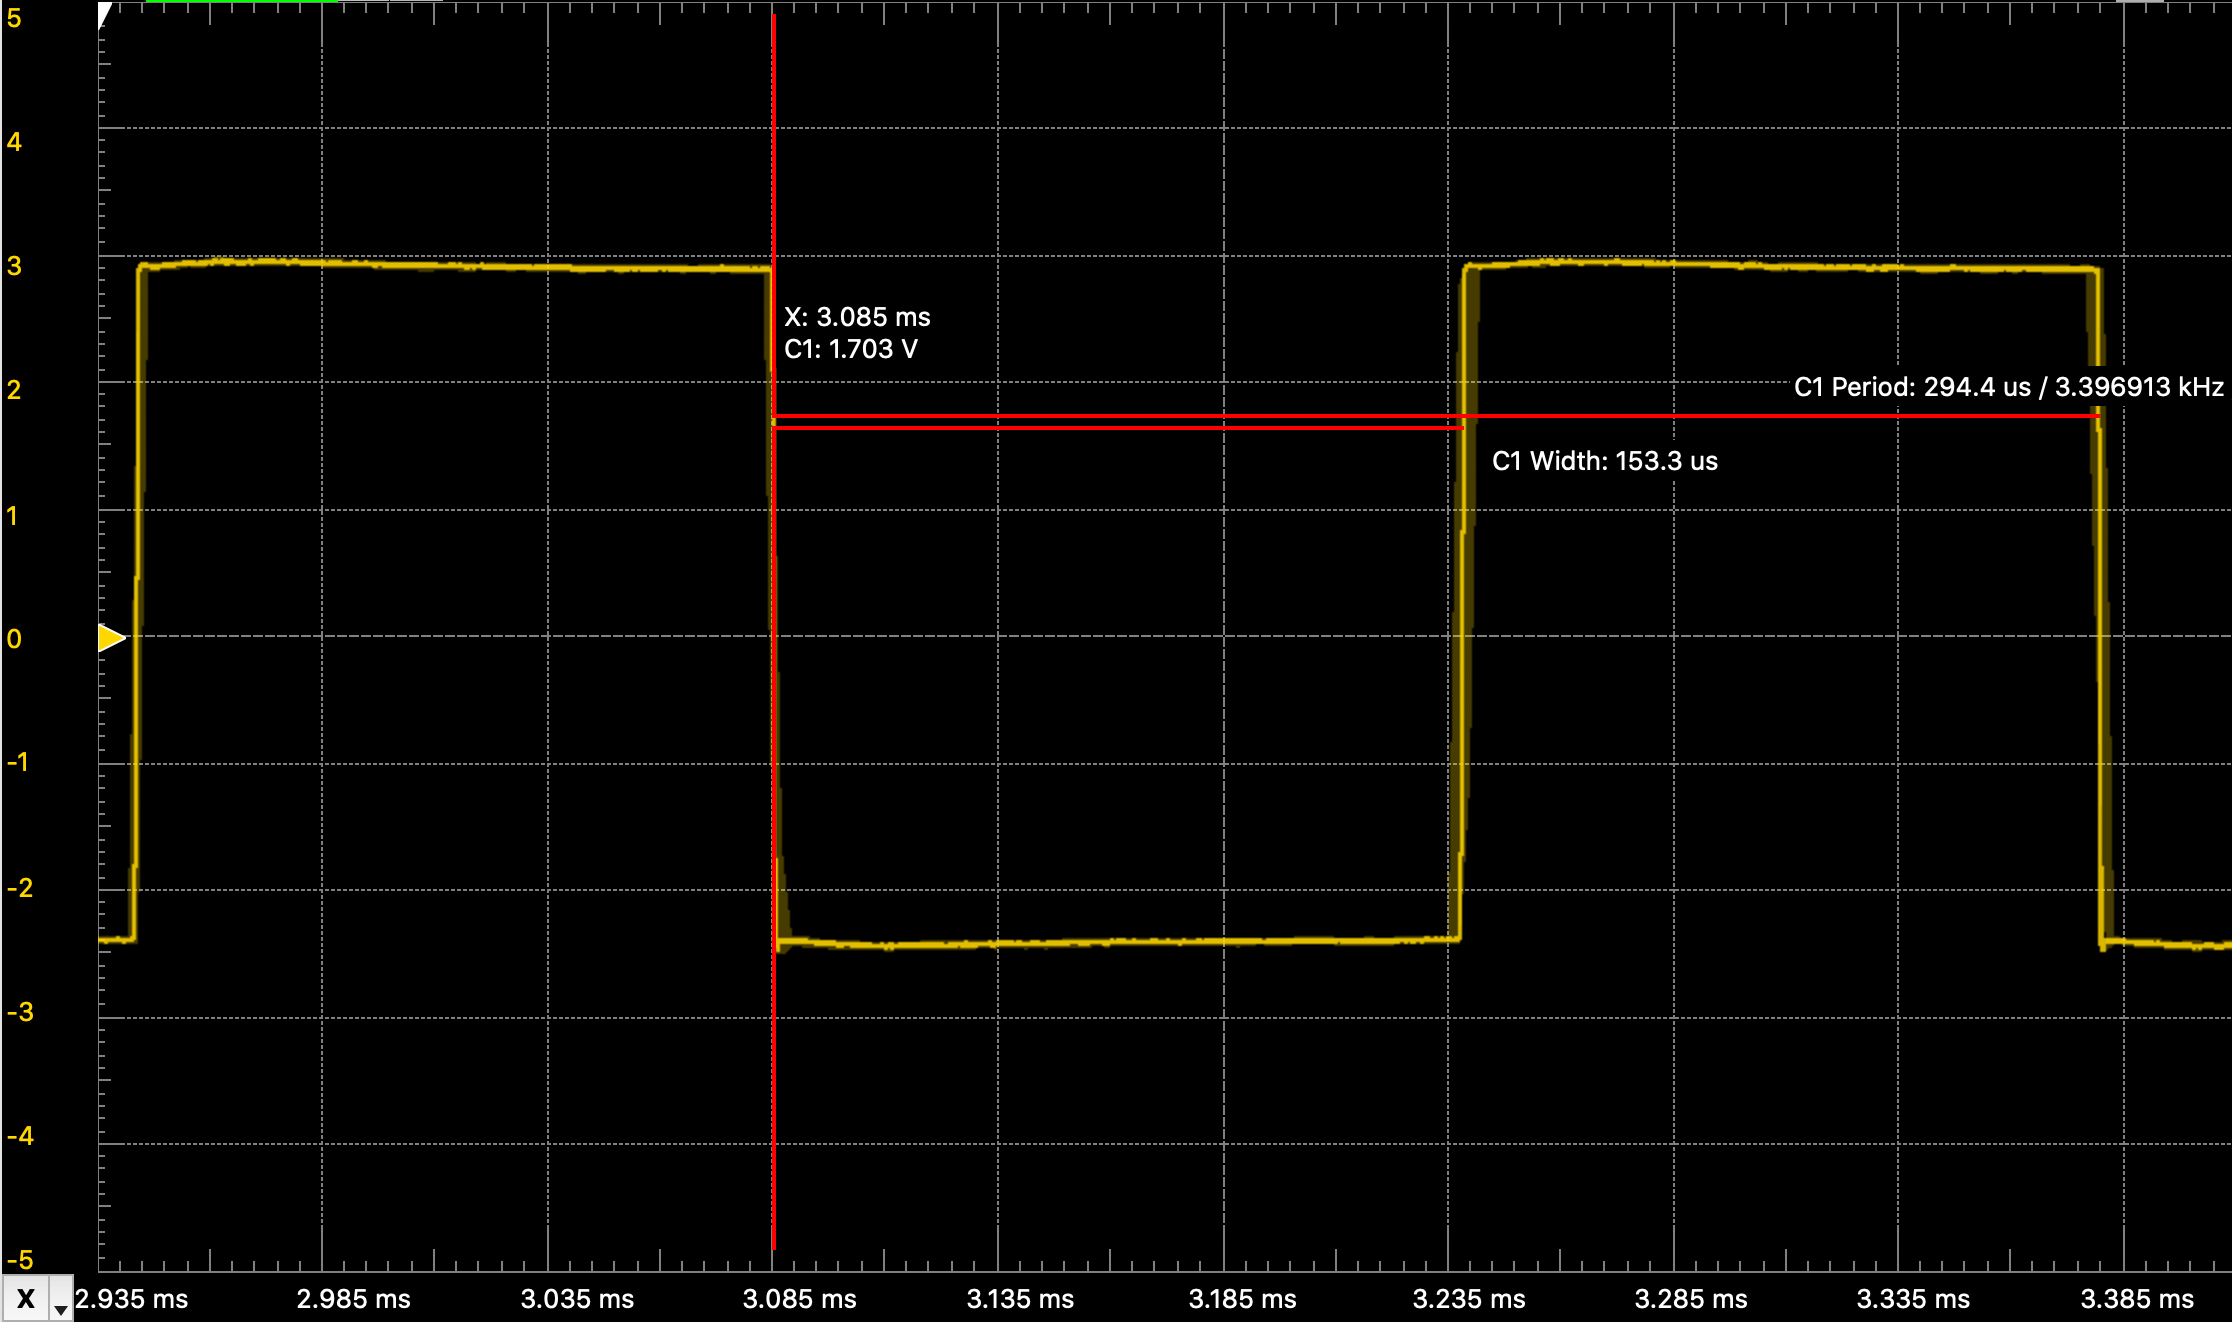 5
4
3
2
1
0
-1
-2
-3
-4
-5
X: 3.085 ms
C1: 1.703 V
C1 Period: 294.4 us / 3.396913 kHz
C1 Width: 153.3 us
X
2.935 ms
2.985 ms
3.035 ms
3.085 ms
3.135 ms
3.185 ms
3.235 ms
3.285 ms
3.335 ms
3.385 ms